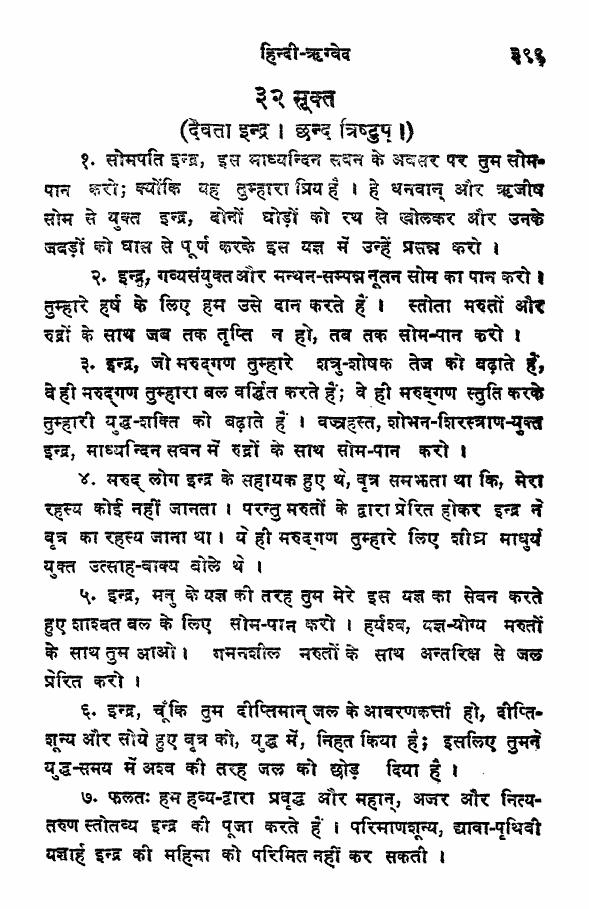 हिन्दी-ऋग्वेद ३९९
३२ सूक्त
(देवता इन्द्र । छन्द त्रिष्टुप् ।)
१. सोमपति इन्द्र, इस माध्यन्दिन सवन के अवसर पर तुम सोम-
पान करो; क्योंकि यह तुम्हारा प्रिय है । हे धनवान् और ऋजीष
सोम से युक्त इन्द्र, दोनों घोड़ों को रथ से खोलकर और उनके
जबड़ों को घास से पूर्ण करके इस यज्ञ में उन्हें प्रसन्न करो ।
२. इन्द्र, गव्यसंयुक्त और मन्थन-सम्पन्न नूतन सोम का पान करो ।
तुम्हारे हर्ष के लिए हम उसे दान करते हैं । स्तोता मरुतों और
रुद्रों के साथ जब तक तृप्ति न हो, तब तक सोम-पान करो ।
३. इन्द्र, जो मरुद्गण तुम्हारे शत्रु-शोषक तेज को बढ़ाते हैं,
वे ही मरुद्गण तुम्हारा बल वर्द्धित करते हैं; वे ही मरुद्गण स्तुति करके
तुम्हारी युद्ध-शक्ति को बढ़ाते हैं । वज्रहस्त, शोभन-शिरस्त्राण-युक्त
इन्द्र, माध्यन्दिन सवन में रुद्रों के साथ सोम-पान करो ।
४. मरुद् लोग इन्द्र के सहायक हुए थे, वृत्र समझता था कि, मेरा
रहस्य कोई नहीं जानता । परन्तु मरुतों के द्वारा प्रेरित होकर इन्द्र ने
वृत्र का रहस्य जाना था । ये ही मरुद्गण तुम्हारे लिए शीघ्र माधुर्य
युक्त उत्साह-वाक्य बोले थे ।
५. इन्द्र, मनु के यज्ञ की तरह तुम मेरे इस यज्ञ का सेवन करते
हुए शाश्वत बल के लिए सोम-पान करो । हर्यश्व, यज्ञ-योग्य मरुतों
के साथ तुम आओ । गमनशील मरुतों के साथ अन्तरिक्ष से जल
प्रेरित करो ।
६. इन्द्र, चूँकि तुम दीप्तिमान् जल के आवरणकर्त्ता हो, दीप्ति-
शून्य और सोये हुए वृत्र को, युद्ध में, निहत किया है; इसलिए तुमने
युद्ध-समय में अश्व की तरह जल को छोड़ दिया है ।
७. फलतः हम हव्य-द्वारा प्रवृद्ध और महान्, अजर और नित्य-
तरुण स्तोतव्य इन्द्र की पूजा करते हैं । परिमाणशून्य, द्यावा-पृथिवी
यज्ञार्ह इन्द्र की महिमा को परिमित नहीं कर सकती ।